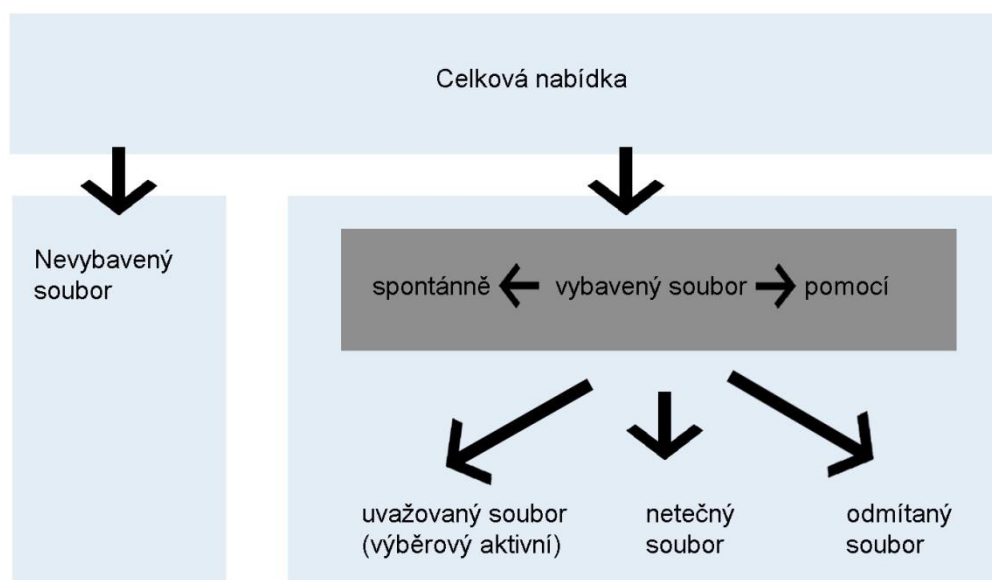 Celková nabídka
Nevybavený
soubor
spontánně vybavený soubor pomocí
uvažovaný soubor
(výběrový aktivní)
netečný
soubor
odmítaný
soubor